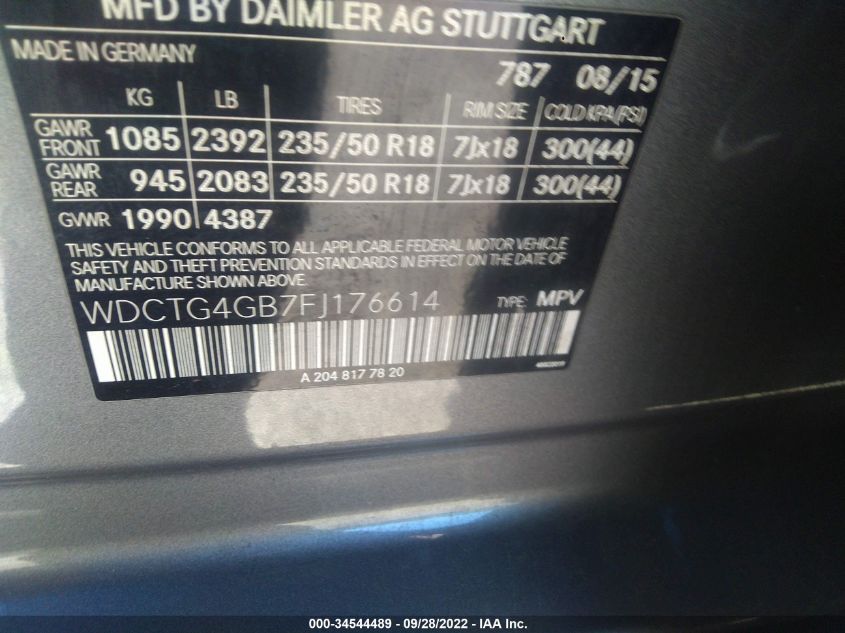 MFD BY DAIMLER AG STUTTGART
MADE IN GERMANY
787 08/15
KG LB TIRES RIM SIZE COLD KPA(PSI)
GAWR FRONT 1085 2392 235/50 R18 7Jx18 300(44)
GAWR REAR 945 2083 235/50 R18 7Jx18 300(44)
GVWR 1990 4387
THIS VEHICLE CONFORMS TO ALL APPLICABLE FEDERAL MOTOR VEHICLE
SAFETY AND THEFT PREVENTION STANDARDS IN EFFECT ON THE DATE OF
MANUFACTURE SHOWN ABOVE.
WDCTG4GB7FJ176614 TYPE: MPV
A 204 817 78 20
000-34544489 - 09/28/2022 - IAA Inc.